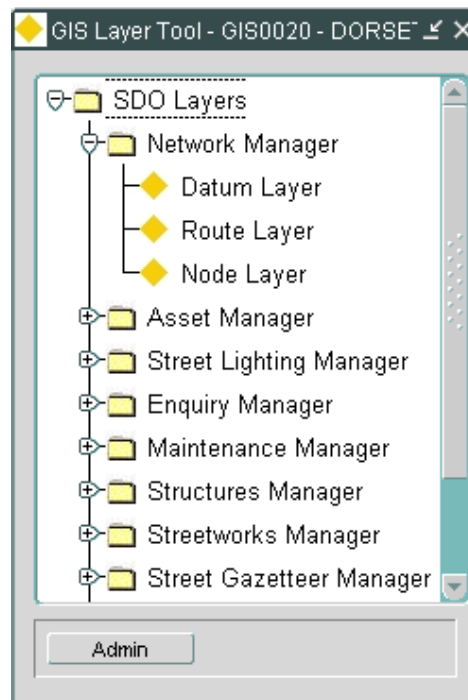 GIS Layer Tool - GIS0020 - DORSET
SDO Layers
Network Manager
Datum Layer
Route Layer
Node Layer
Asset Manager
Street Lighting Manager
Enquiry Manager
Maintenance Manager
Structures Manager
Streetworks Manager
Street Gazetteer Manager
Admin